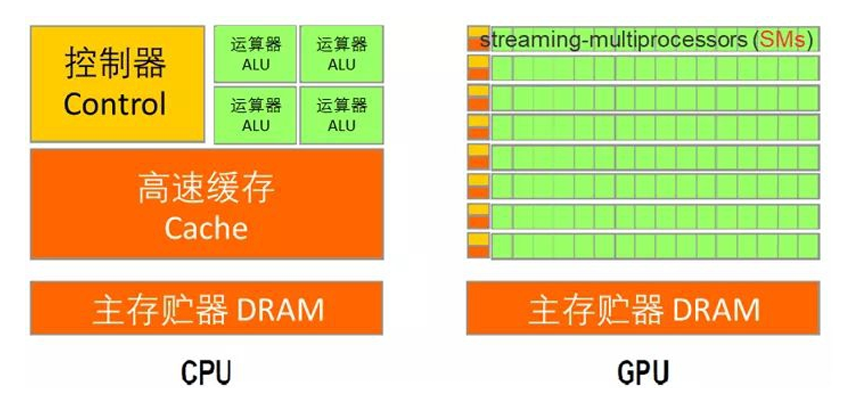 控制器
Control
运算器
ALU
运算器
ALU
运算器
ALU
运算器
ALU
高速缓存
Cache
主存贮器 DRAM
CPU
streaming-multiprocessors (SMs)
主存贮器 DRAM
GPU